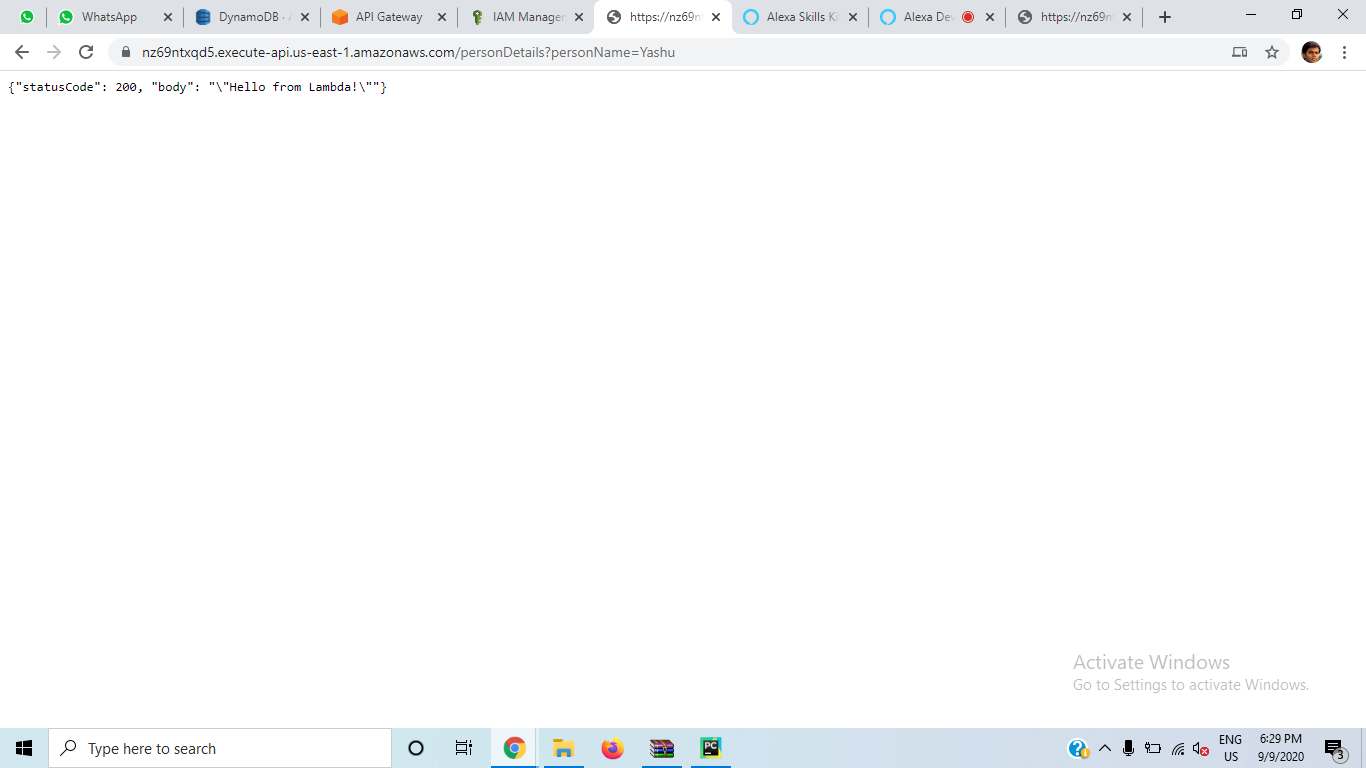 WhatsApp
DynamoDB · A
API Gateway
IAM Manager
https://nz69n
Alexa Skills Ki
Alexa Dev
https://nz69n
nz69ntxqd5.execute-api.us-east-1.amazonaws.com/personDetails?personName=Yashu
{"statusCode": 200, "body": "\"Hello from Lambda!\""}
Activate Windows
Go to Settings to activate Windows.
Type here to search
PC
ENG
US
6:29 PM
9/9/2020
3